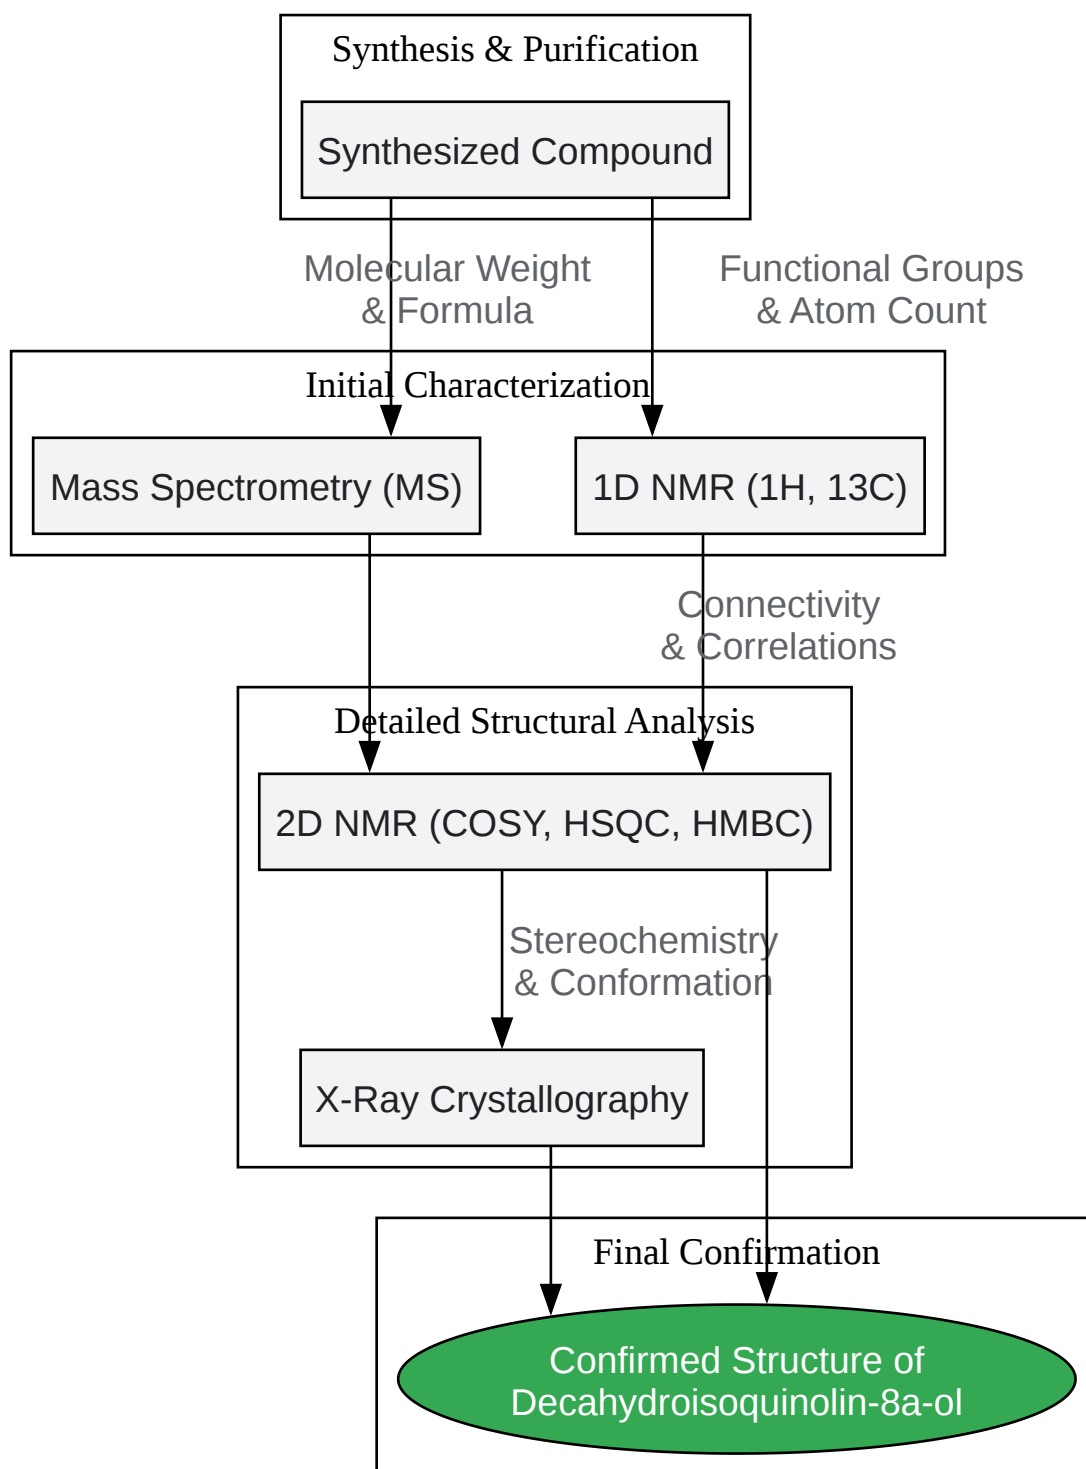 Synthesis & Purification
Synthesized Compound
Molecular Weight
& Formula
Functional Groups
& Atom Count
Initial Characterization
Mass Spectrometry (MS)
1D NMR (1H, 13C)
Connectivity
& Correlations
Detailed Structural Analysis
2D NMR (COSY, HSQC, HMBC)
Stereochemistry
& Conformation
X-Ray Crystallography
Final Confirmation
Confirmed Structure of
Decahydroisoquinolin-8a-ol